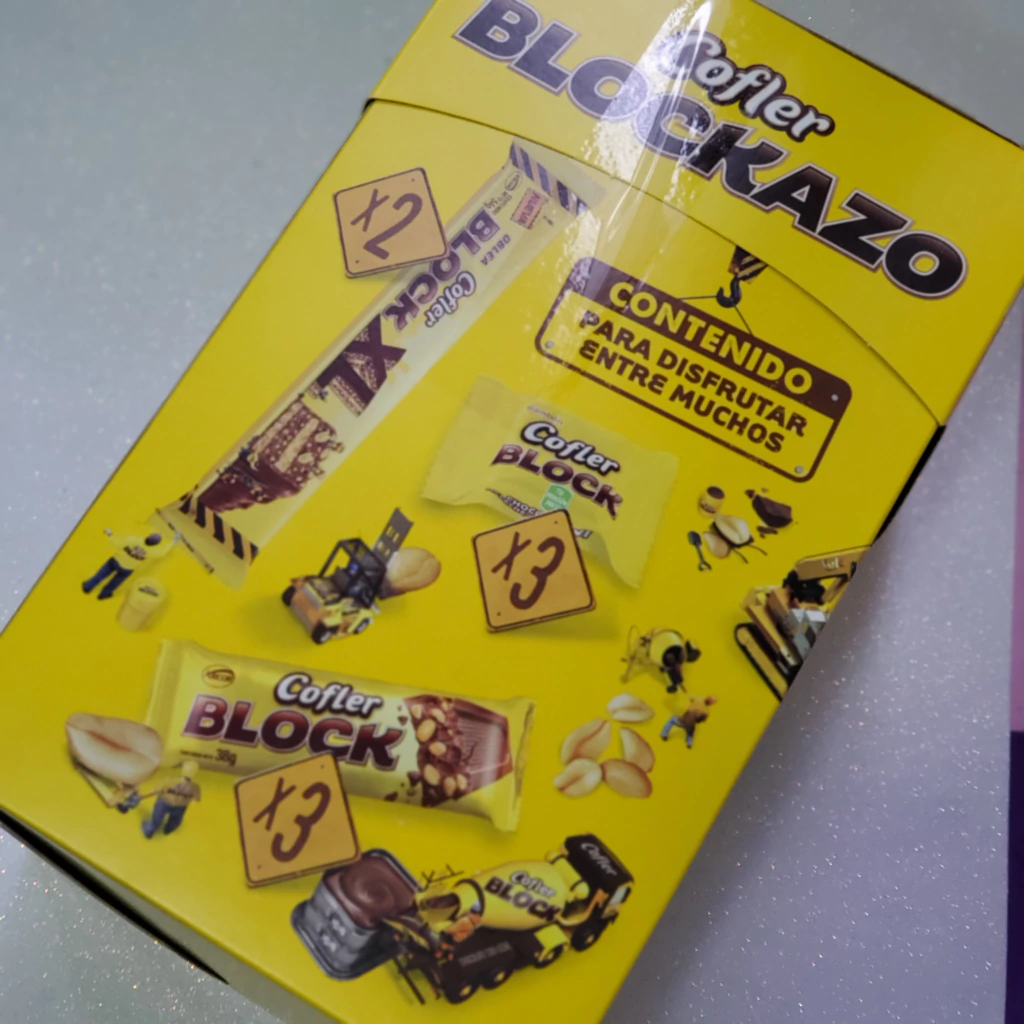 Cofler
BLOCKAZO
x2
NUEVA
OBLEA
Cofler
BLOCK
XL
CONTENIDO
PARA DISFRUTAR
ENTRE MUCHOS
Cofler
BLOCK
x3
Cofler
BLOCK
38g
x3
Cofler
Cofler
BLOCK